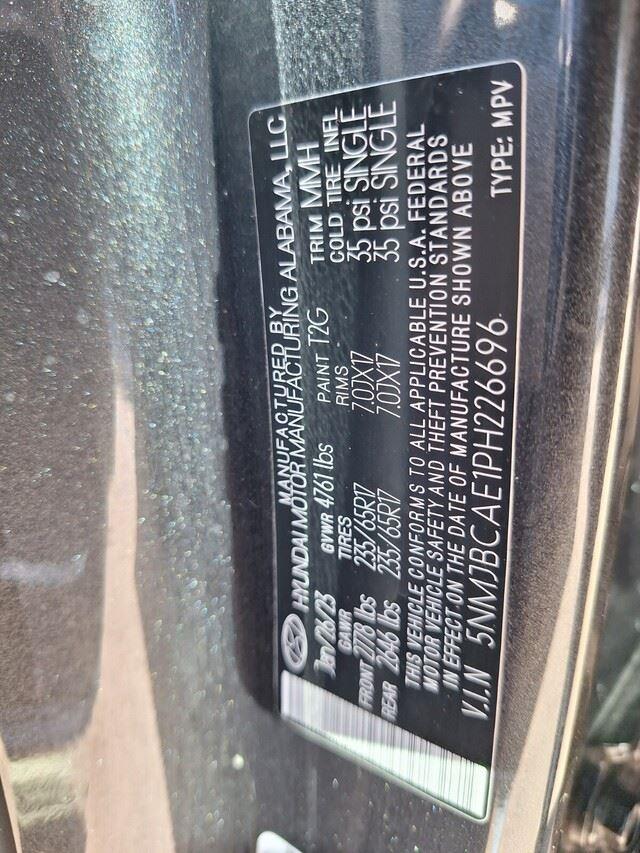 MANUFACTURED BY
HYUNDAI MOTOR MANUFACTURING ALABAMA, LLC.
Jan/26/23 GVWR 4761 lbs PAINT T2G TRIM MMH
GAWR TIRES RIMS COLD TIRE INFL
FRONT 2778 lbs 235/65R17 7.0JX17 35 psi SINGLE
REAR 2646 lbs 235/65R17 7.0JX17 35 psi SINGLE
THIS VEHICLE CONFORMS TO ALL APPLICABLE U.S.A. FEDERAL
MOTOR VEHICLE SAFETY AND THEFT PREVENTION STANDARDS
IN EFFECT ON THE DATE OF MANUFACTURE SHOWN ABOVE
V.I.N 5NMJBCAE1PH226696 TYPE: MPV